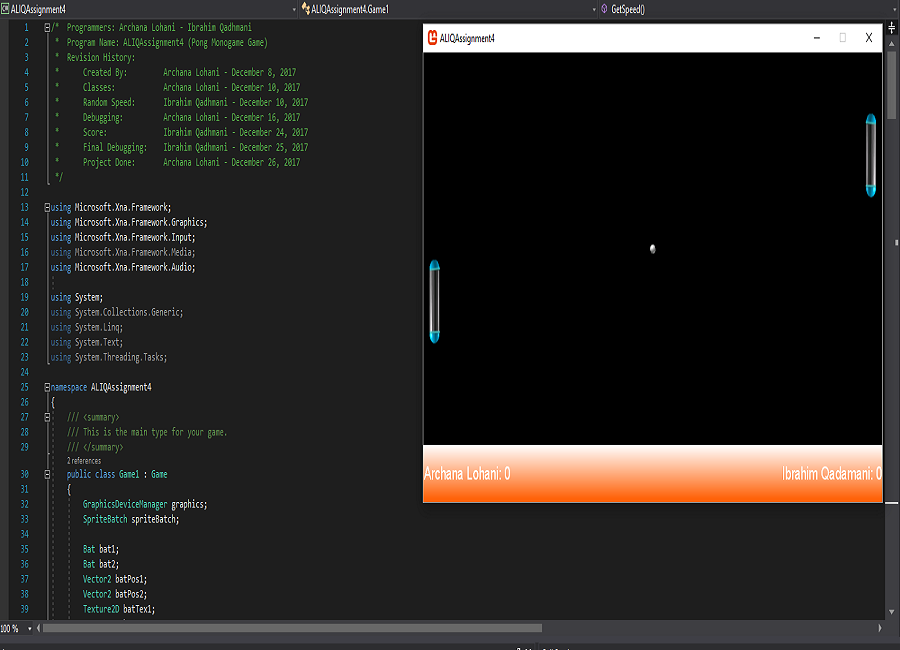 ALIQAssignment4
ALIQAssignment4.Game1
GetSpeed()
1 /* Programmers: Archana Lohani - Ibrahim Qadhmani
2 * Program Name: ALIQAssignment4 (Pong Monogame Game)
3 * Revision History:
4 * Created By: Archana Lohani - December 8, 2017
5 * Classes: Archana Lohani - December 10, 2017
6 * Random Speed: Ibrahim Qadhmani - December 10, 2017
7 * Debugging: Archana Lohani - December 16, 2017
8 * Score: Ibrahim Qadhmani - December 24, 2017
9 * Final Debugging: Ibrahim Qadhmani - December 25, 2017
10 * Project Done: Archana Lohani - December 26, 2017
11 */
12
13 using Microsoft.Xna.Framework;
14 using Microsoft.Xna.Framework.Graphics;
15 using Microsoft.Xna.Framework.Input;
16 using Microsoft.Xna.Framework.Media;
17 using Microsoft.Xna.Framework.Audio;
18
19 using System;
20 using System.Collections.Generic;
21 using System.Linq;
22 using System.Text;
23 using System.Threading.Tasks;
24
25 namespace ALIQAssignment4
26 {
27 /// <summary>
28 /// This is the main type for your game.
29 /// </summary>
2 references
30 public class Game1 : Game
31 {
32 GraphicsDeviceManager graphics;
33 SpriteBatch spriteBatch;
34
35 Bat bat1;
36 Bat bat2;
37 Vector2 batPos1;
38 Vector2 batPos2;
39 Texture2D batTex1;
100 %
ALIQAssignment4
Archana Lohani: 0
Ibrahim Qadamani: 0